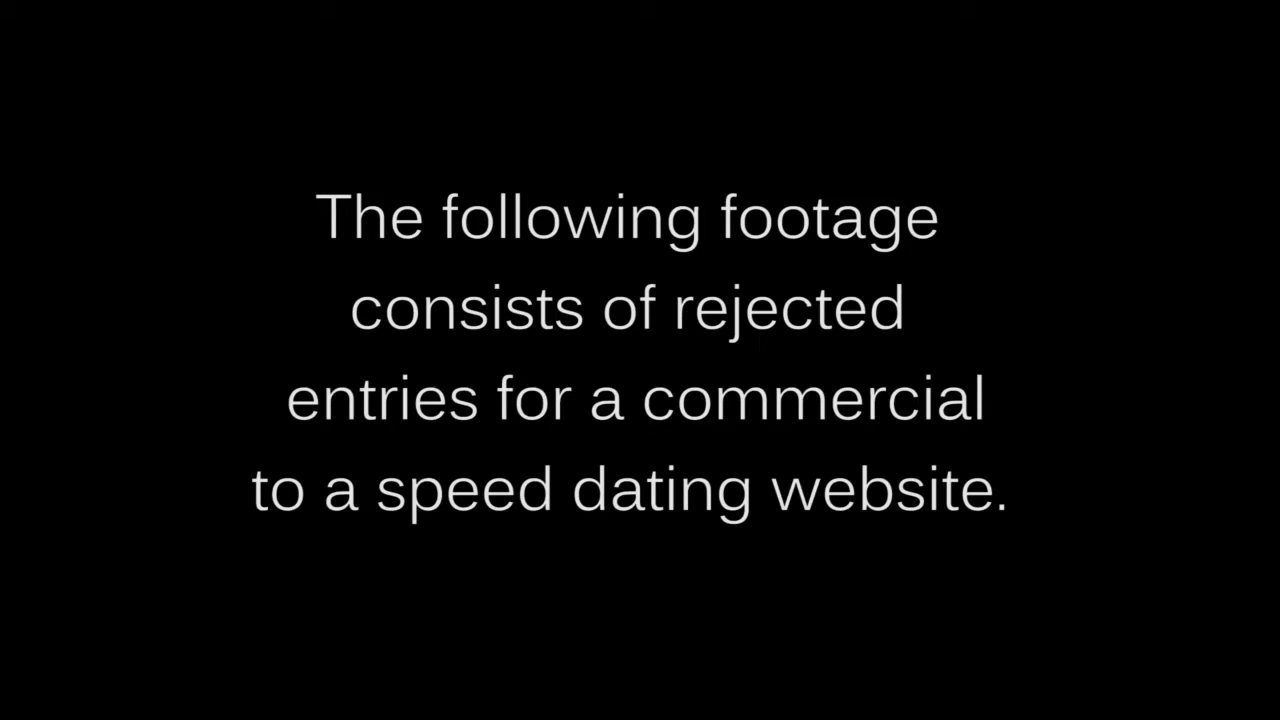 The following footage
consists of rejected
entries for a commercial
to a speed dating website.